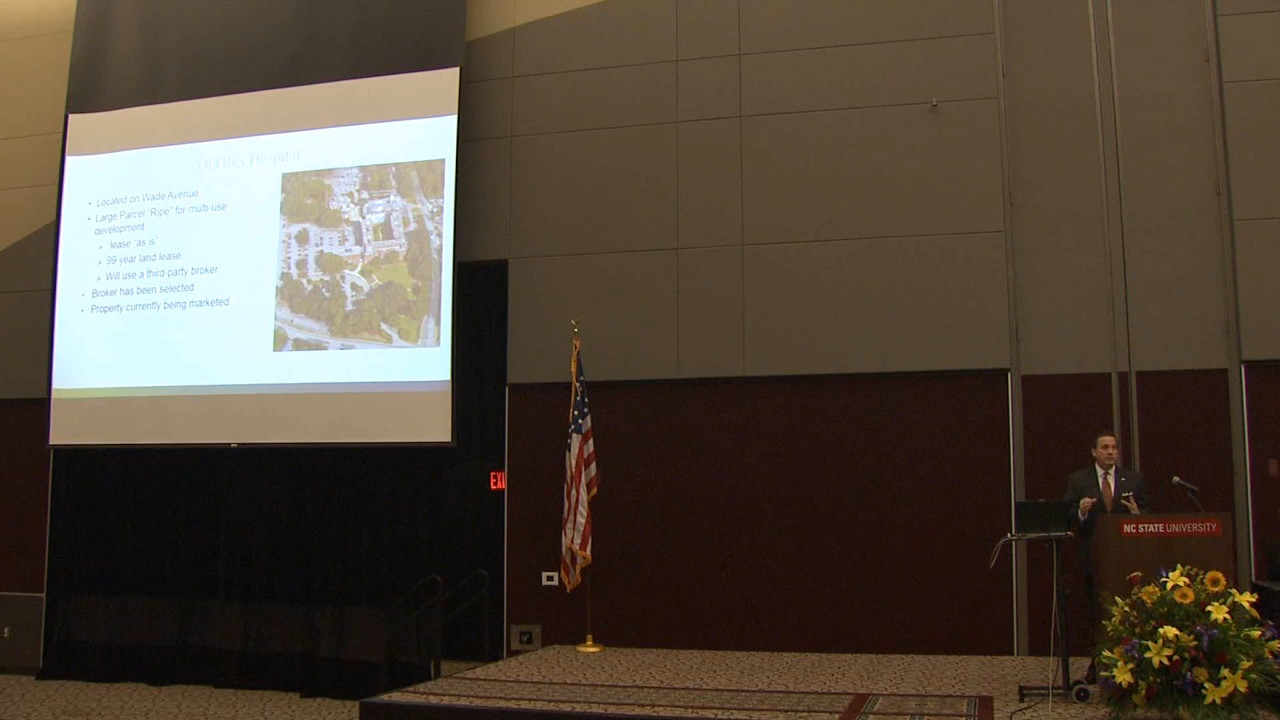 Old Rex Hospital
Located on Wade Avenue
Large Parcel "Ripe" for multi-use
development
lease "as is"
99-year land lease
Will use a third-party broker
Broker has been selected
Property currently being marketed
EXI
NC STATE UNIVERSITY